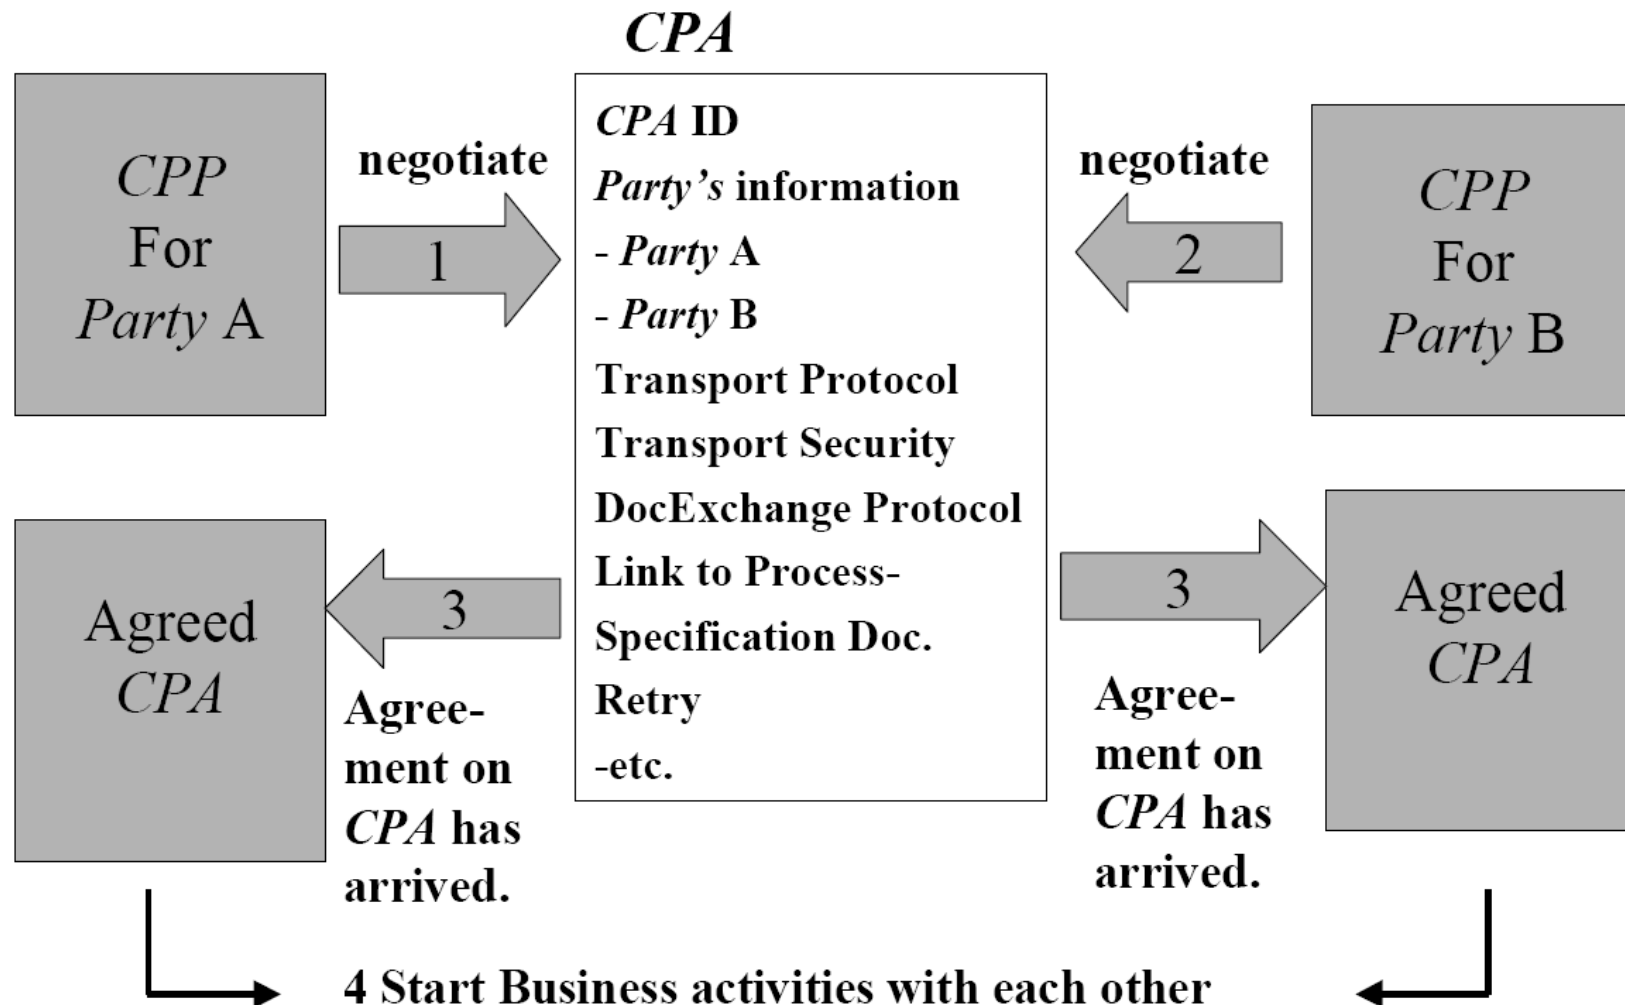 CPA
CPP
For
Party A
negotiate
1
CPA ID
Party’s information
- Party A
- Party B
Transport Protocol
Transport Security
DocExchange Protocol
Link to Process-
Specification Doc.
Retry
-etc.
negotiate
2
CPP
For
Party B
Agreed
CPA
3
Agree-
ment on
CPA has
arrived.
3
Agree-
ment on
CPA has
arrived.
Agreed
CPA
4 Start Business activities with each other